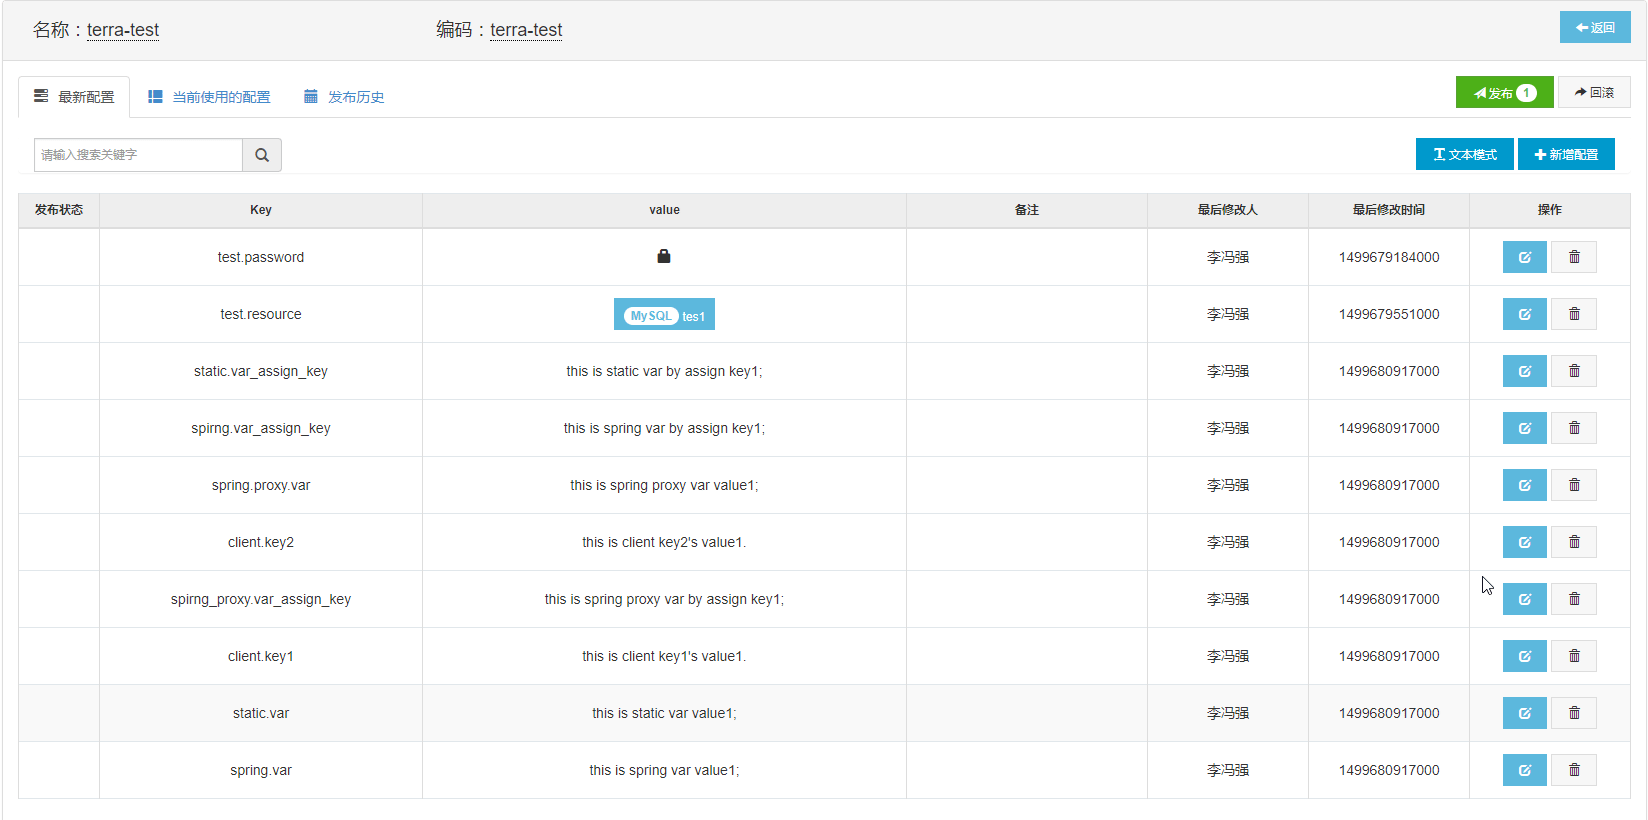 名称：terra-test 编码：terra-test 返回
最新配置 当前使用的配置 发布历史 发布 1 回滚
请输入搜索关键字 文本模式 新增配置
发布状态 Key value 备注 最后修改人 最后修改时间 操作
test.password 李冯强 1499679184000
test.resource MySQL tes1 李冯强 1499679551000
static.var_assign_key this is static var by assign key1; 李冯强 1499680917000
spirng.var_assign_key this is spring var by assign key1; 李冯强 1499680917000
spring.proxy.var this is spring proxy var value1; 李冯强 1499680917000
client.key2 this is client key2's value1. 李冯强 1499680917000
spirng_proxy.var_assign_key this is spring proxy var by assign key1; 李冯强 1499680917000
client.key1 this is client key1's value1. 李冯强 1499680917000
static.var this is static var value1; 李冯强 1499680917000
spring.var this is spring var value1; 李冯强 1499680917000